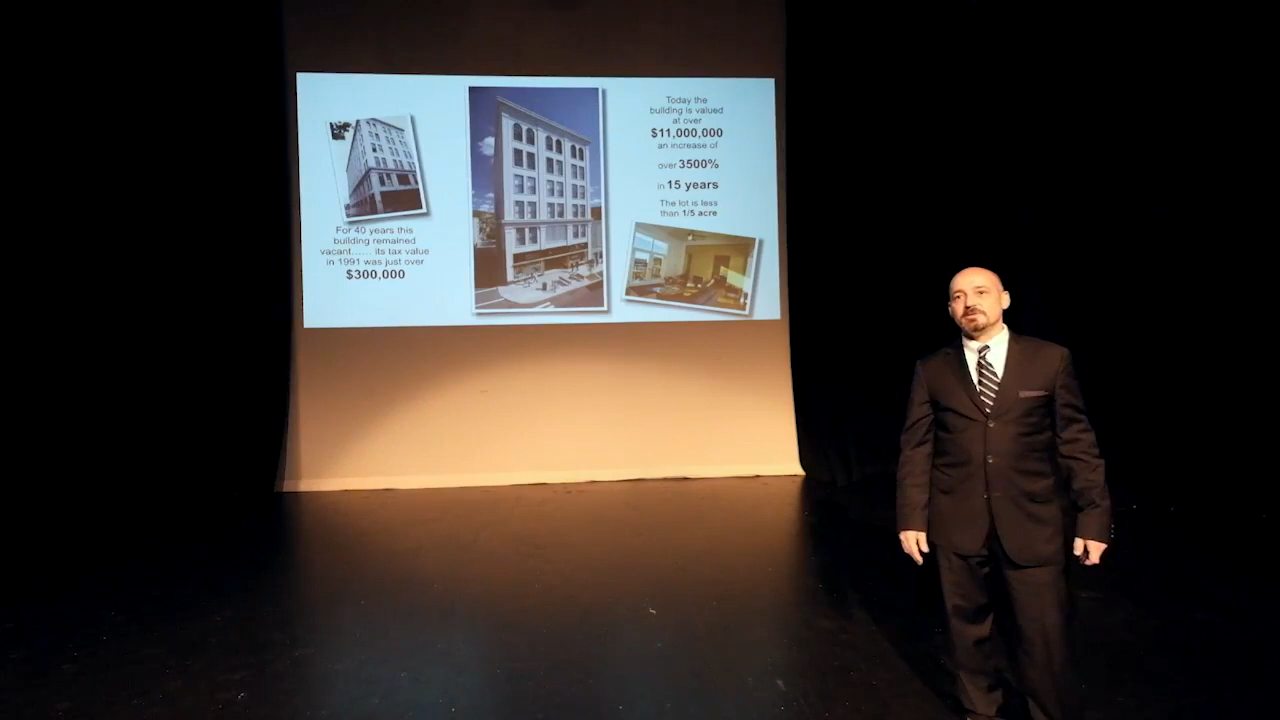 For 40 years this
building remained
vacant...... its tax value
in 1991 was just over
$300,000
Today the
building is valued
at over
$11,000,000
an increase of
over 3500%
in 15 years
The lot is less
than 1/5 acre